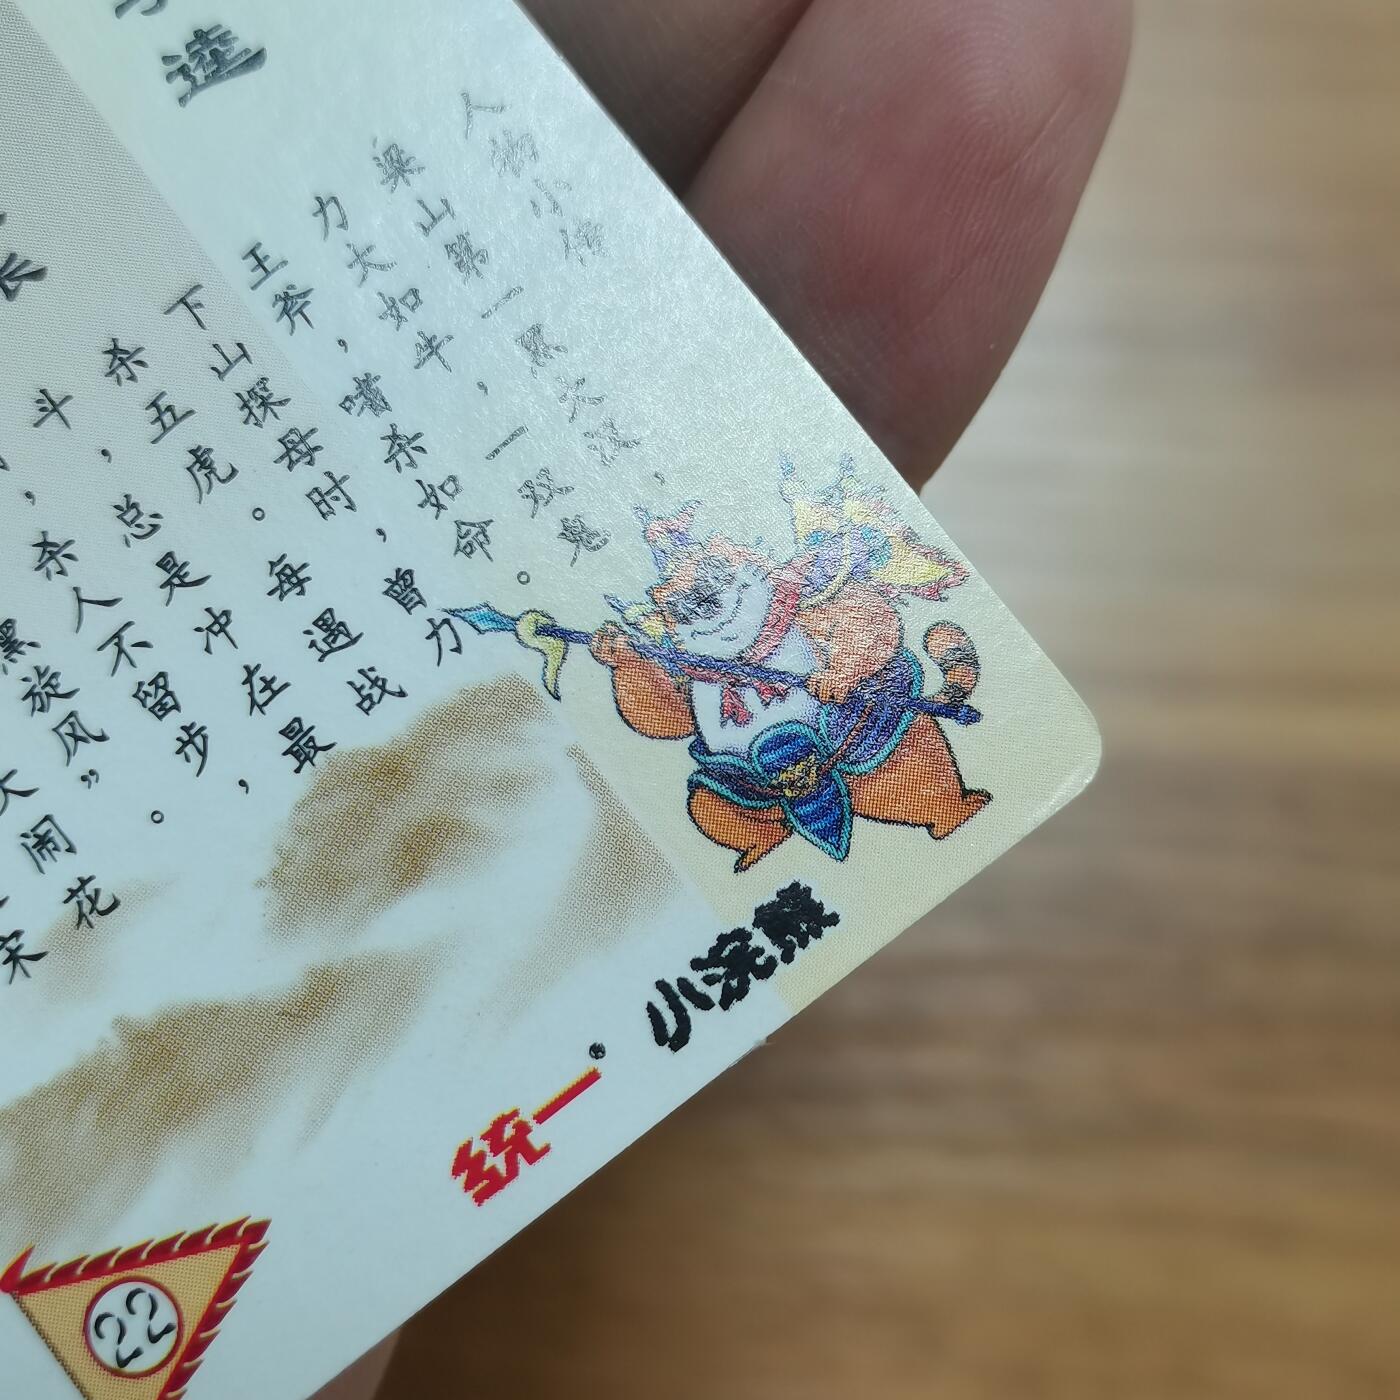 人物小传
梁山第一黑大汉，
力大如牛，一双鬼
王斧，嗜杀如命。
下山探母时，曾力
杀五虎。每遇战
斗，总是冲在最
，杀人不留步，
黑旋风”。
大闹花
宋
逵
长
小浣熊
统一®
22